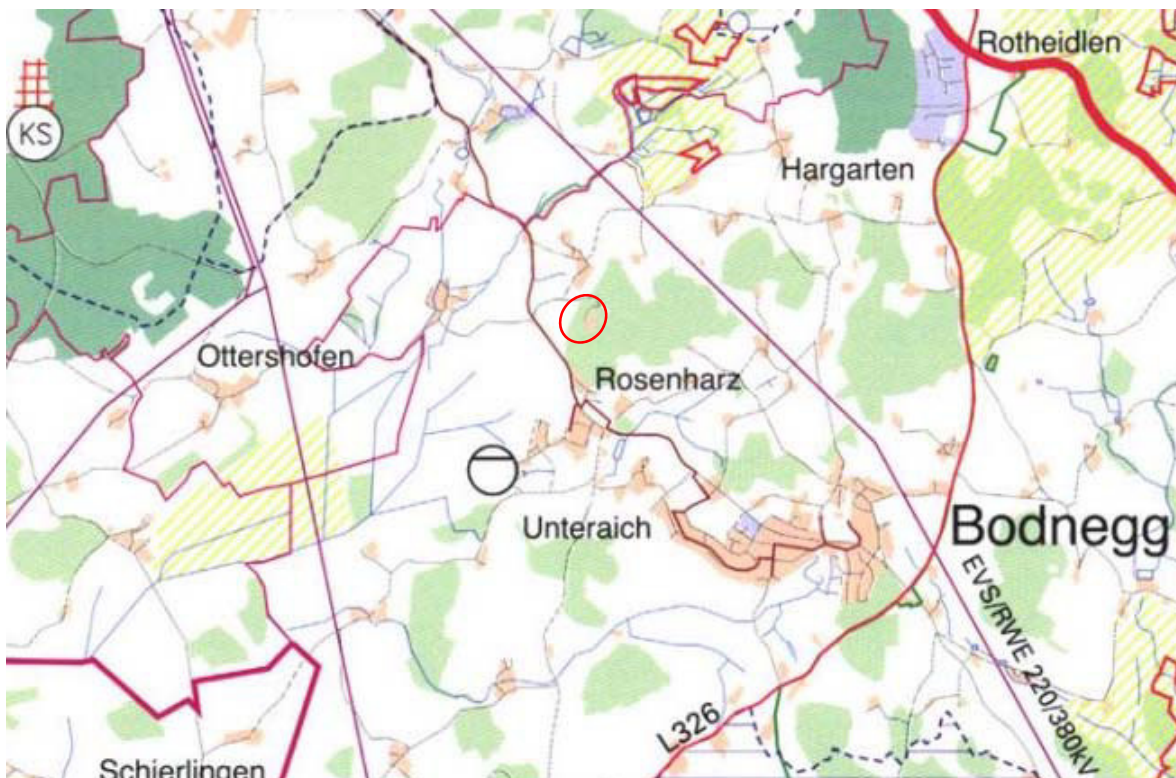 Rotheidlen
KS
Hargarten
Ottershofen
Rosenharz
Unteraich
Bodnegg
EVS/RWE 220/380kV
L326
Schierlingen